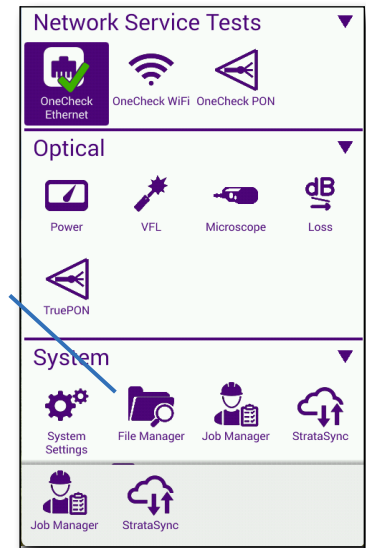 Network Service Tests
OneCheck
Ethernet
OneCheck WiFi
OneCheck PON
Optical
Power
VFL
Microscope
dB
Loss
TruePON
System
System
Settings
File Manager
Job Manager
StrataSync
Job Manager
StrataSync